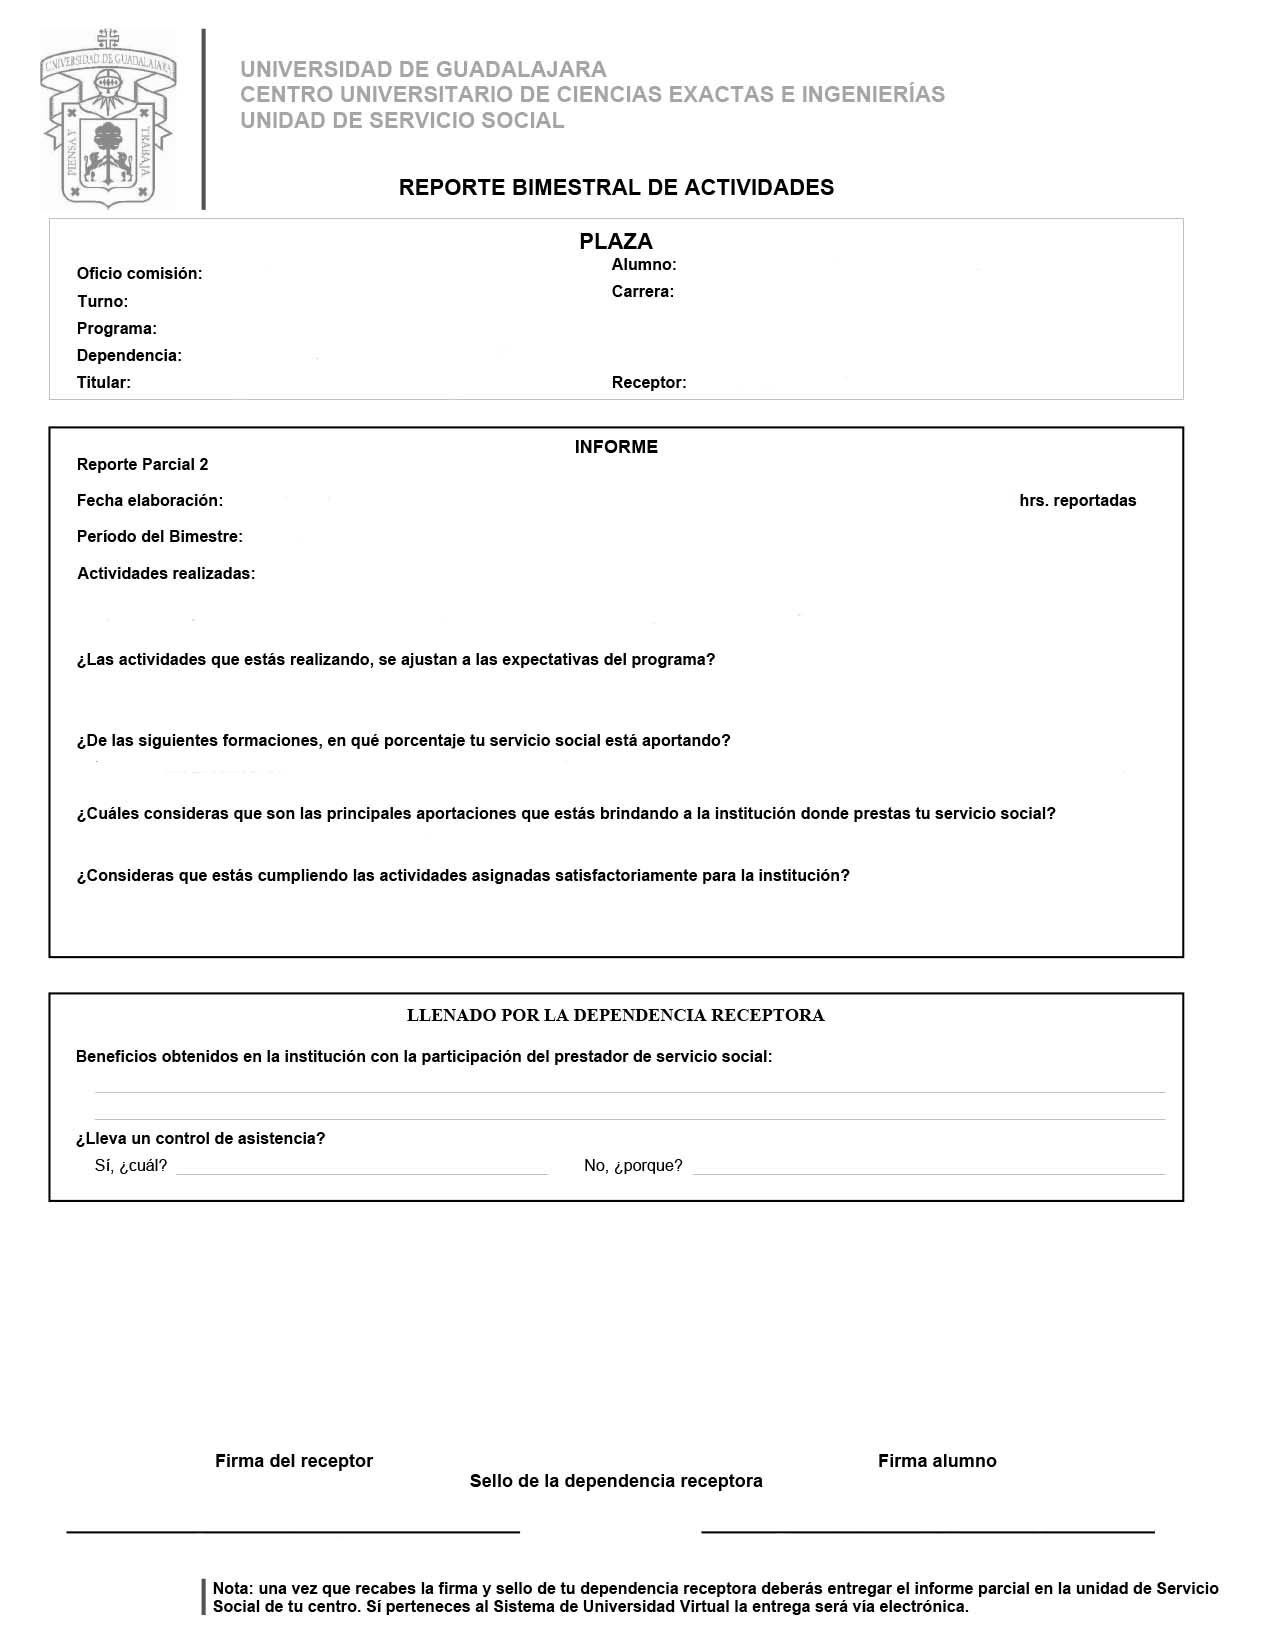 UNIVERSIDAD DE GUADALAJARA
PIENSA Y
TRABAJA
UNIVERSIDAD DE GUADALAJARA
CENTRO UNIVERSITARIO DE CIENCIAS EXACTAS E INGENIERÍAS
UNIDAD DE SERVICIO SOCIAL
REPORTE BIMESTRAL DE ACTIVIDADES
PLAZA
Oficio comisión:
Alumno:
Turno:
Carrera:
Programa:
Dependencia:
Titular:
Receptor:
INFORME
Reporte Parcial 2
Fecha elaboración:
hrs. reportadas
Período del Bimestre:
Actividades realizadas:
¿Las actividades que estás realizando, se ajustan a las expectativas del programa?
¿De las siguientes formaciones, en qué porcentaje tu servicio social está aportando?
¿Cuáles consideras que son las principales aportaciones que estás brindando a la institución donde prestas tu servicio social?
¿Consideras que estás cumpliendo las actividades asignadas satisfactoriamente para la institución?
LLENADO POR LA DEPENDENCIA RECEPTORA
Beneficios obtenidos en la institución con la participación del prestador de servicio social:
¿Lleva un control de asistencia?
Sí, ¿cuál?
No, ¿porque?
Firma del receptor
Firma alumno
Sello de la dependencia receptora
Nota: una vez que recabes la firma y sello de tu dependencia receptora deberás entregar el informe parcial en la unidad de Servicio
Social de tu centro. Sí perteneces al Sistema de Universidad Virtual la entrega será vía electrónica.